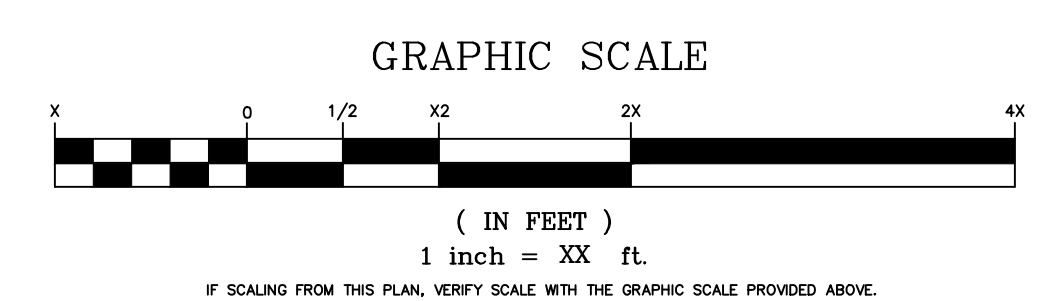 GRAPHIC SCALE
X 0 1/2 X2 2X 4X
( IN FEET )
1 inch = XX ft.
IF SCALING FROM THIS PLAN, VERIFY SCALE WITH THE GRAPHIC SCALE PROVIDED ABOVE.